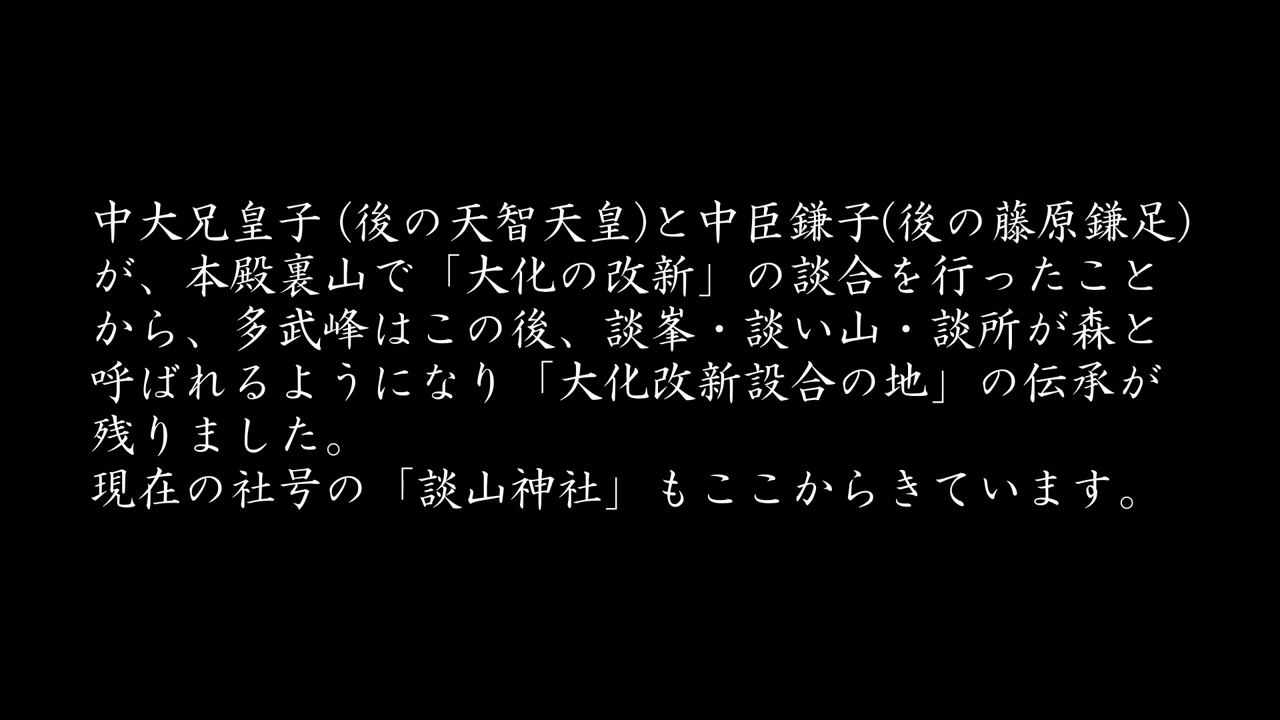 中大兄皇子 (後の天智天皇)と中臣鎌子(後の藤原鎌足)
が、本殿裏山で「大化の改新」の談合を行ったこと
から、多武峰はこの後、談峯・談い山・談所が森と
呼ばれるようになり「大化改新設合の地」の伝承が
残りました。
現在の社号の「談山神社」もここからきています。